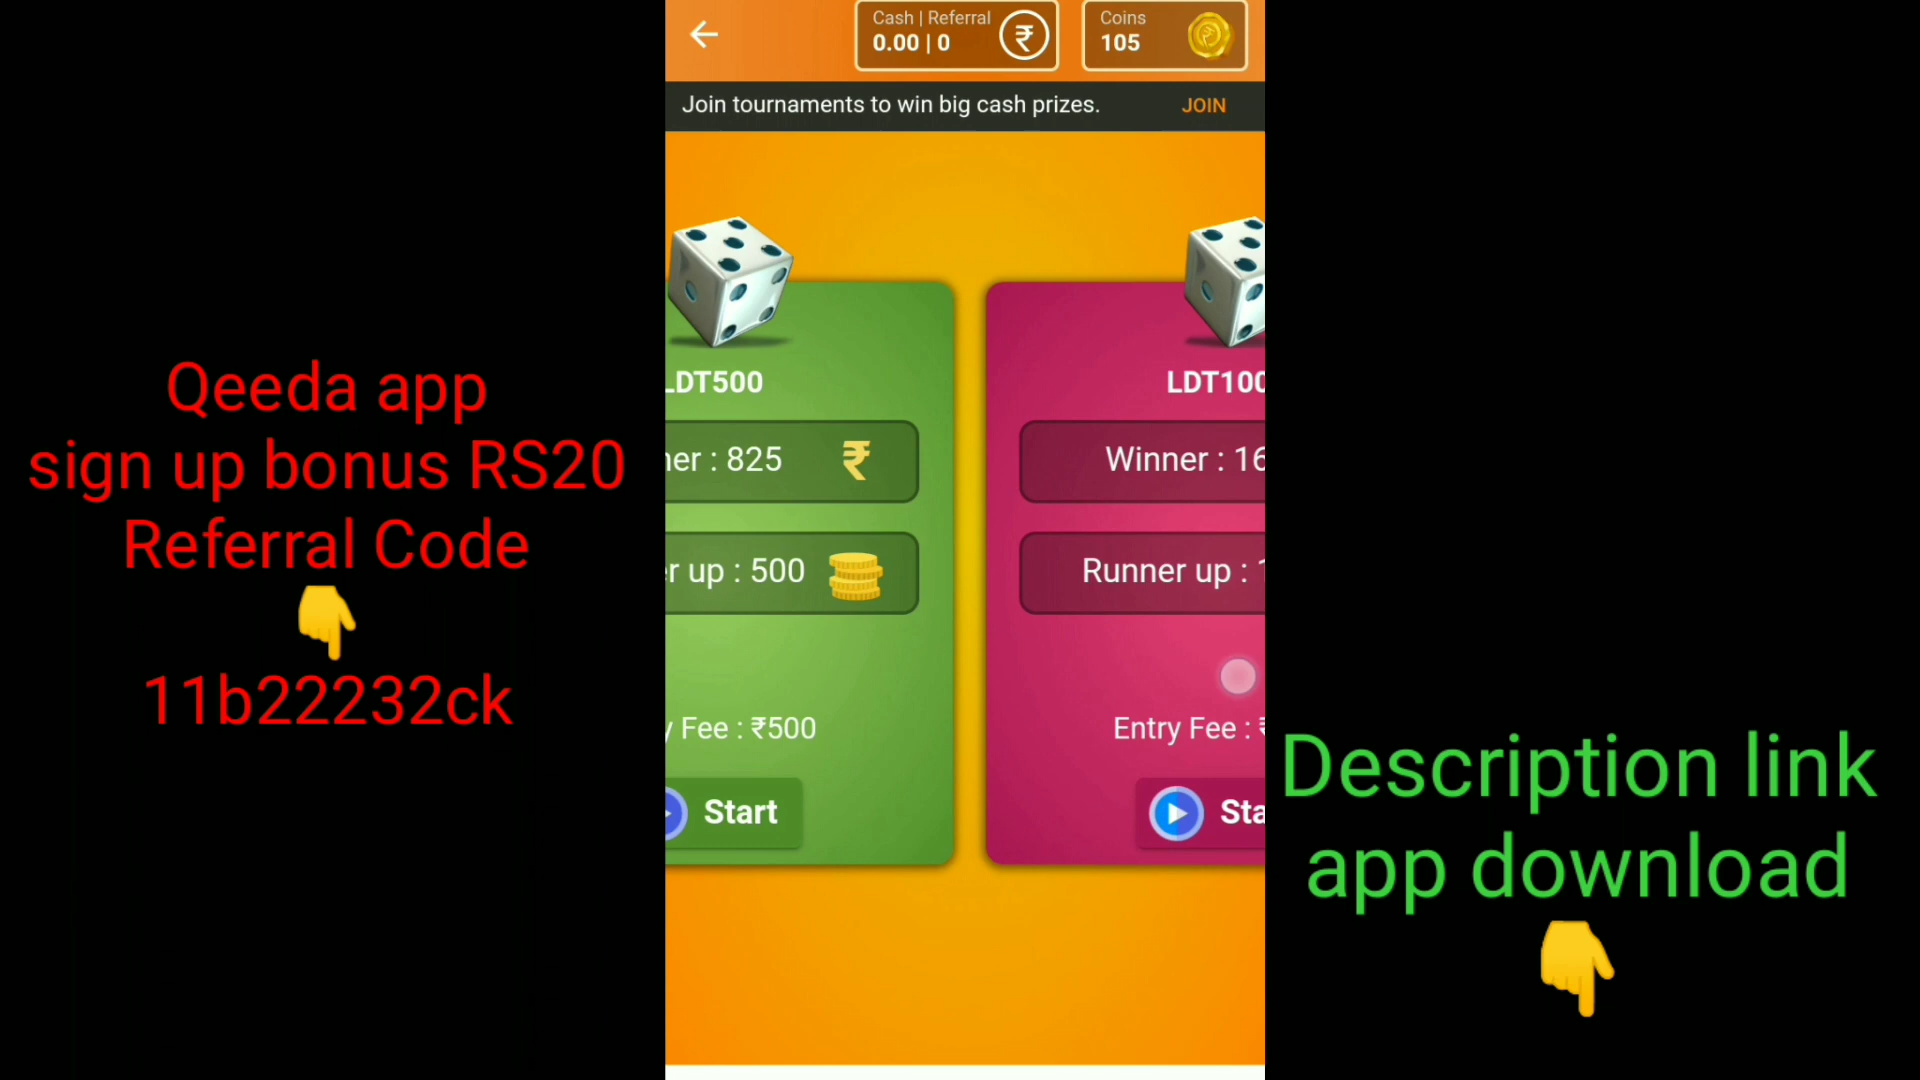 Qeeda app
sign up bonus RS20
Referral Code
👇
11b22232ck
Cash | Referral
0.00 | 0
Coins
105
Join tournaments to win big cash prizes.
JOIN
LDT500
ner : 825
r up : 500
y Fee : ₹500
Start
LDT100
Winner : 16
Runner up : 1
Entry Fee : ₹
Sta
Description link
app download
👇